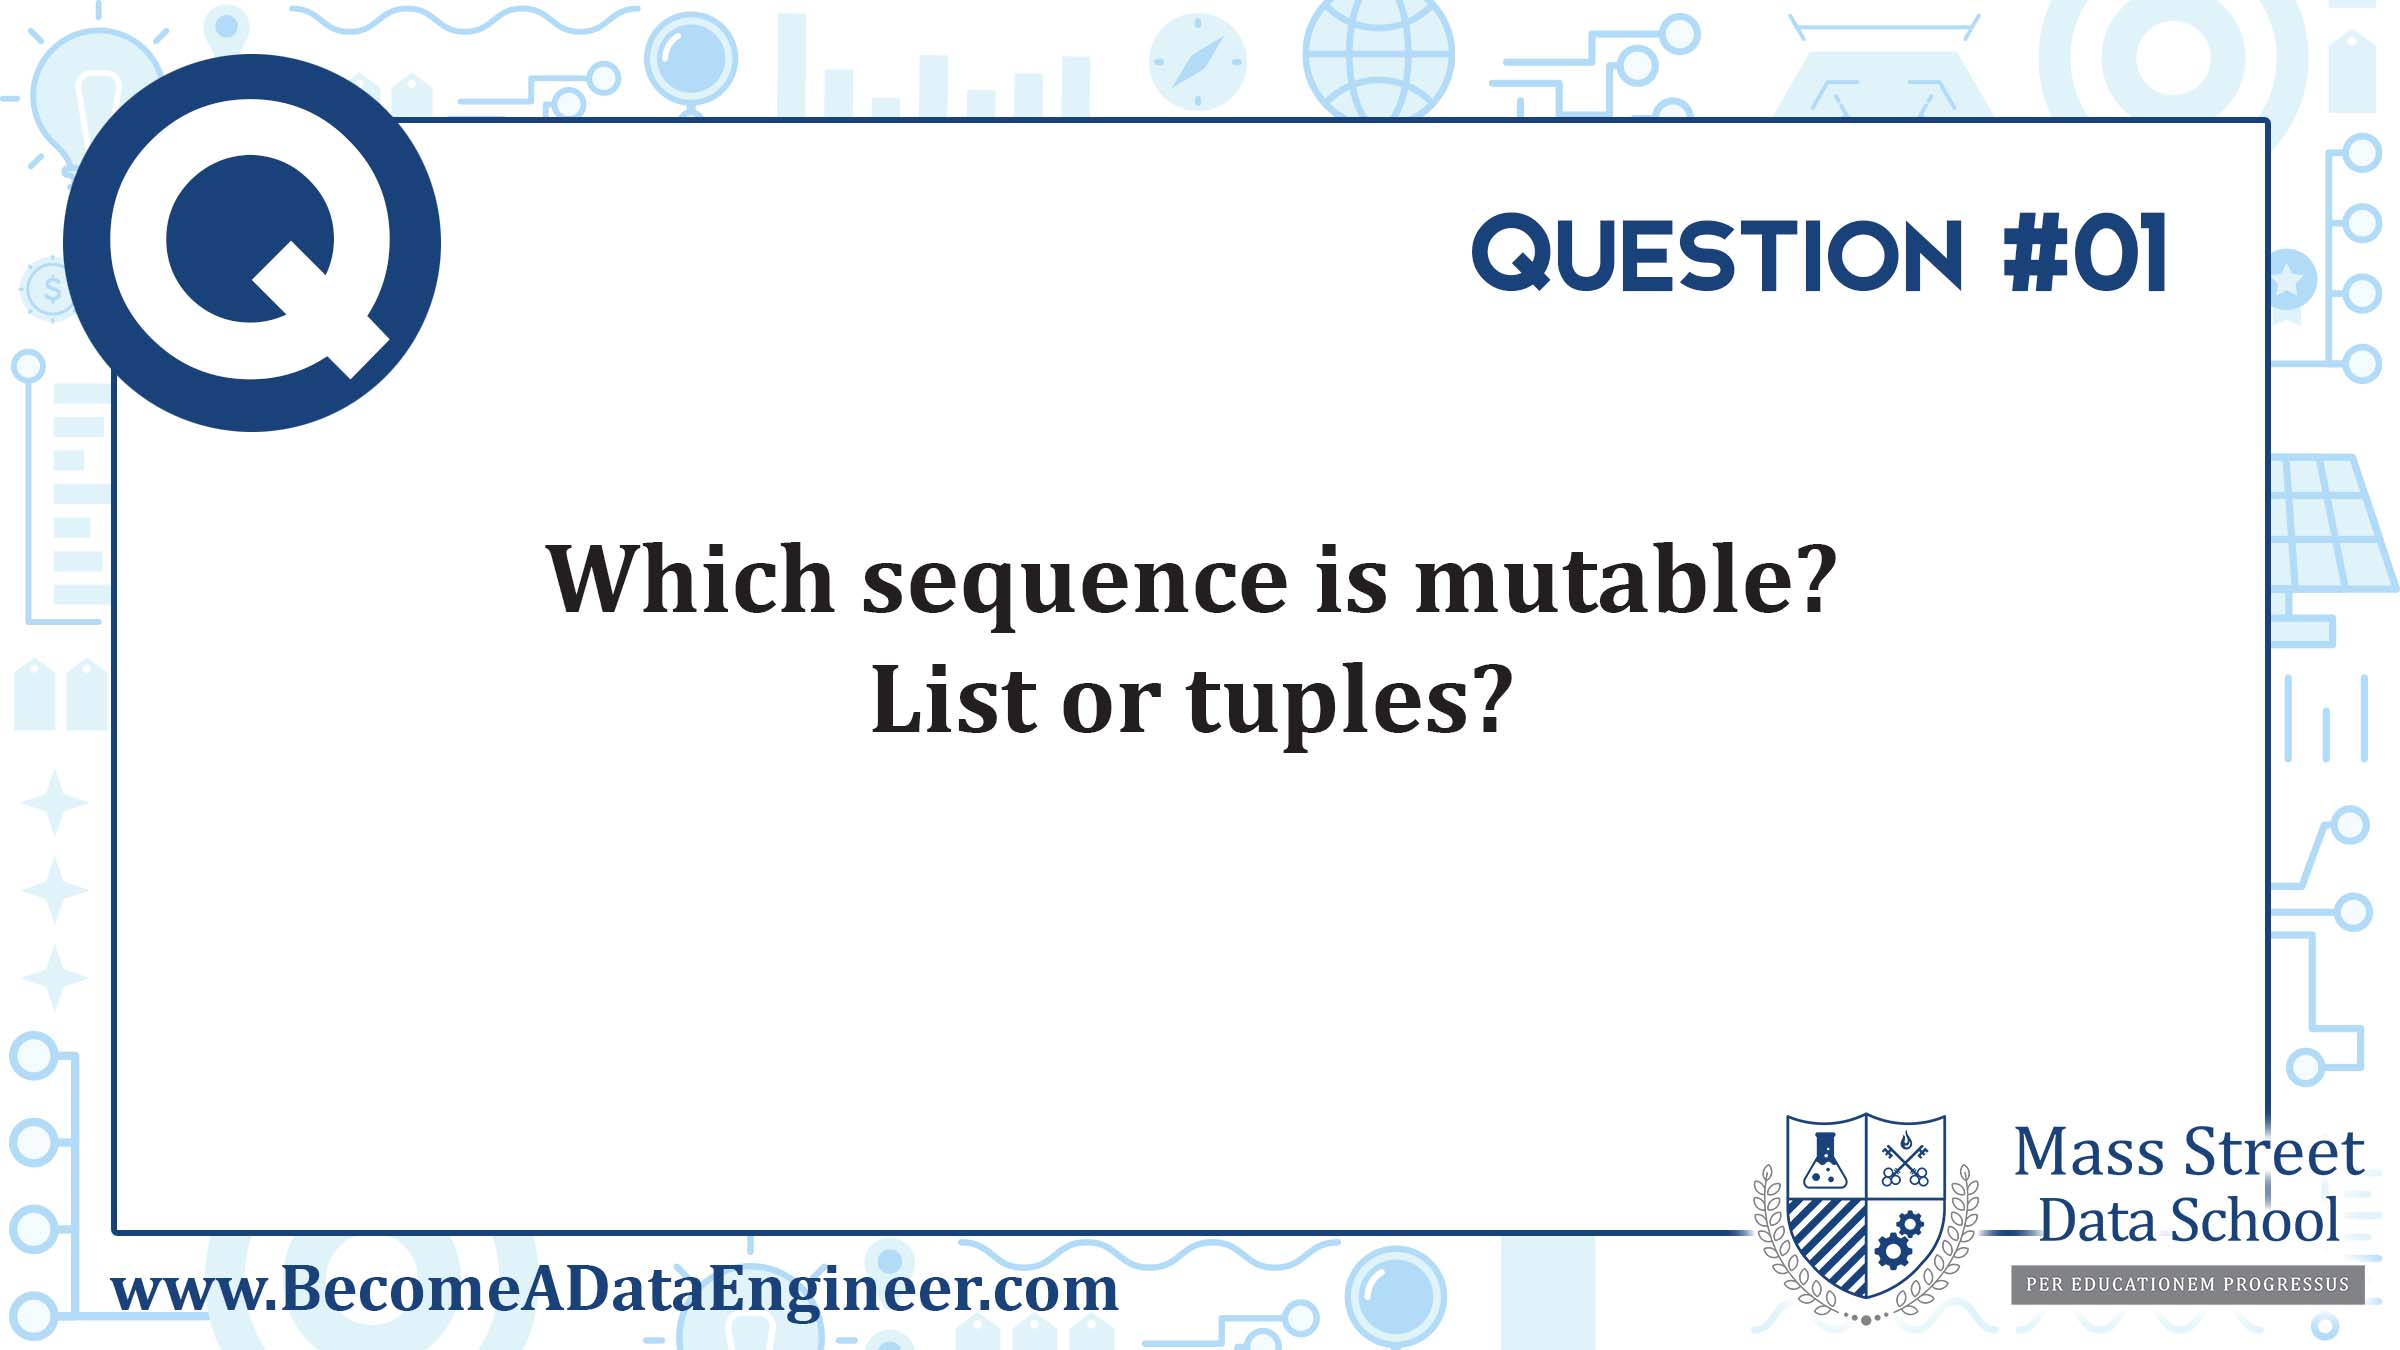 Q
QUESTION #01
Which sequence is mutable?
List or tuples?
www.BecomeADataEngineer.com
Mass Street
Data School
PER EDUCATIONEM PROGRESSUS
$